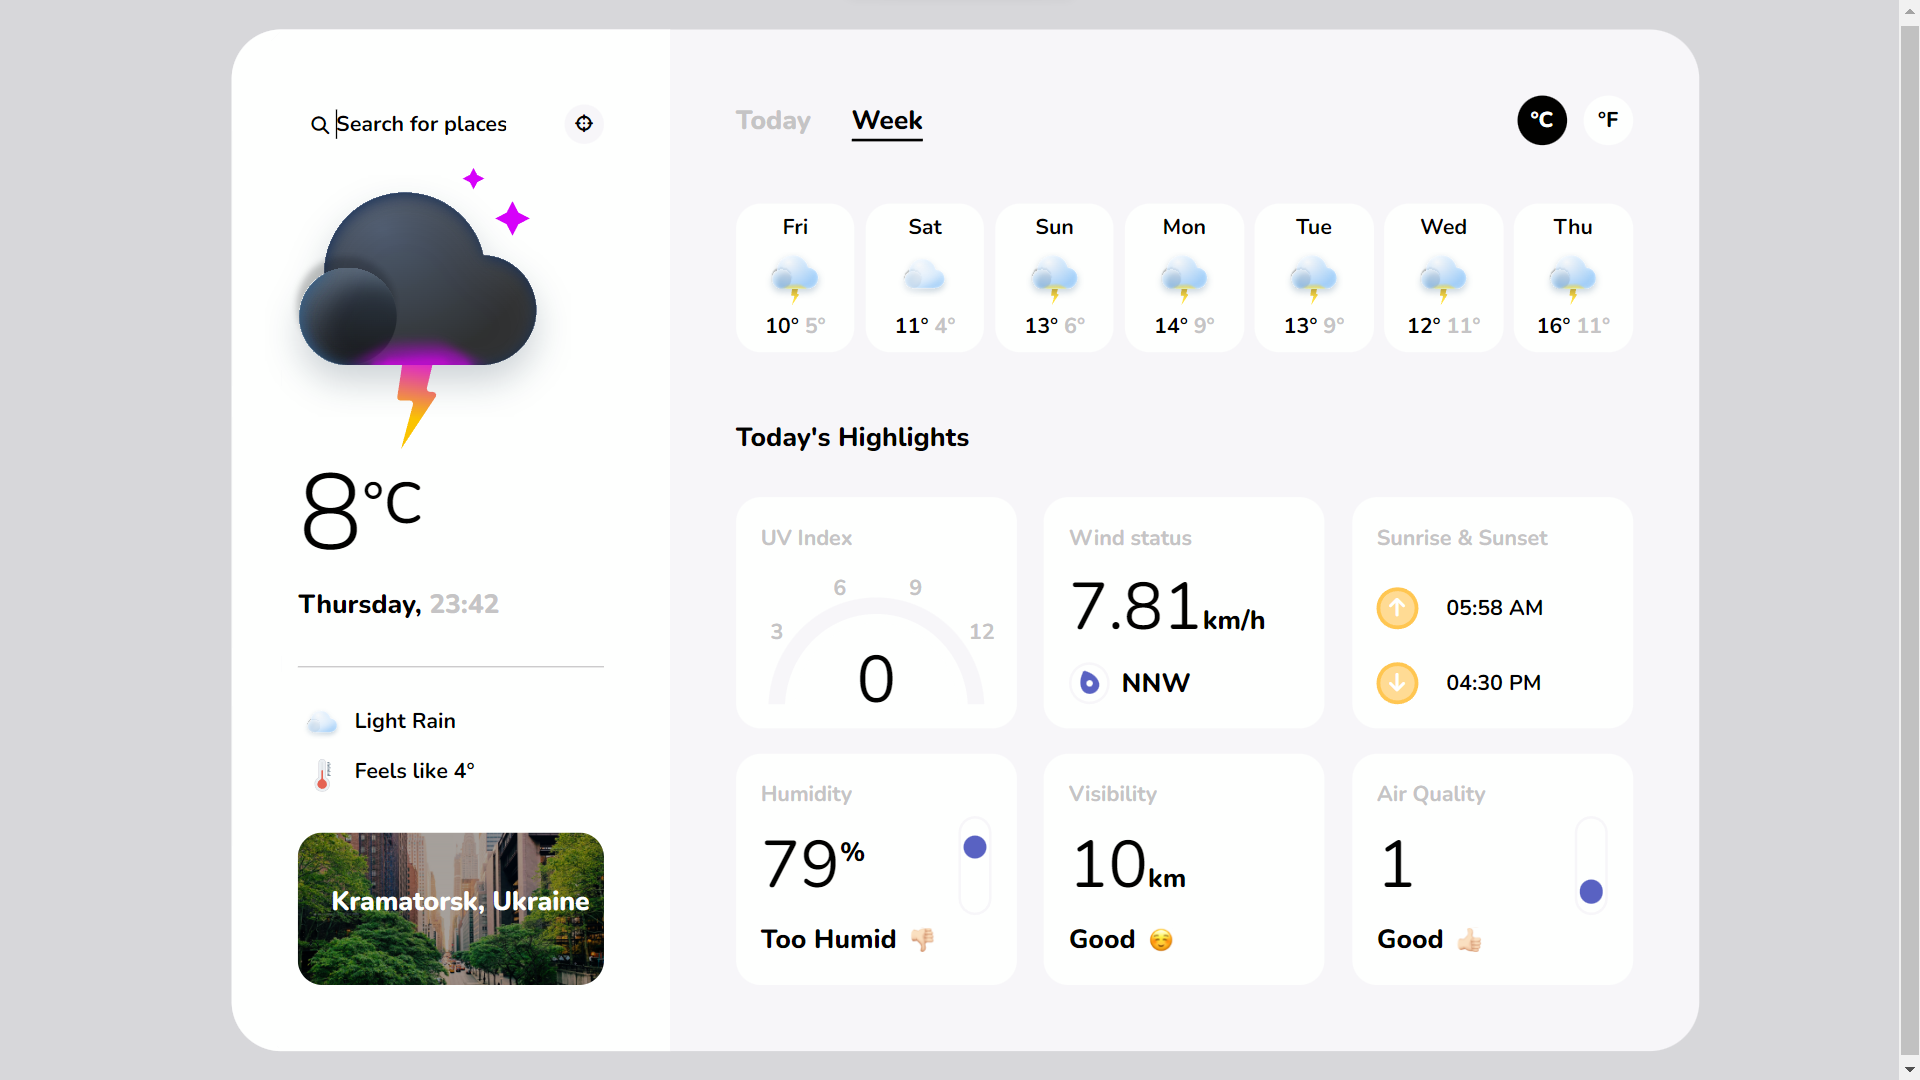 Search for places
8°C
Thursday, 23:42
Light Rain
Feels like 4°
Kramatorsk, Ukraine
Today Week
°C °F
Fri
10° 5°
Sat
11° 4°
Sun
13° 6°
Mon
14° 9°
Tue
13° 9°
Wed
12° 11°
Thu
16° 11°
Today's Highlights
UV Index
3 6 9 12
0
Wind status
7.81km/h
NNW
Sunrise & Sunset
05:58 AM
04:30 PM
Humidity
79%
Too Humid 👎🏻
Visibility
10km
Good ☺️
Air Quality
1
Good 👍🏻